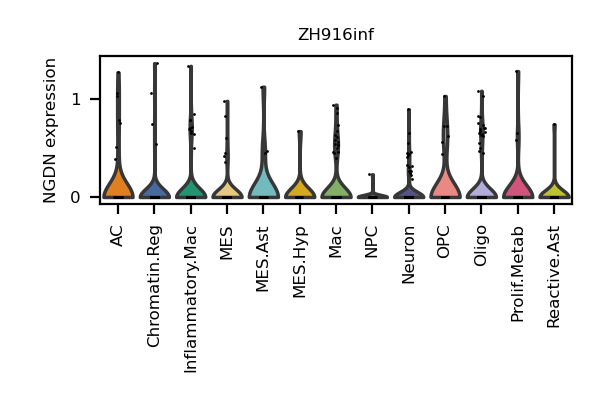 ZH916inf
NGDN expression
1
0
AC
Chromatin.Reg
Inflammatory.Mac
MES
MES.Ast
MES.Hyp
Mac
NPC
Neuron
OPC
Oligo
Prolif.Metab
Reactive.Ast